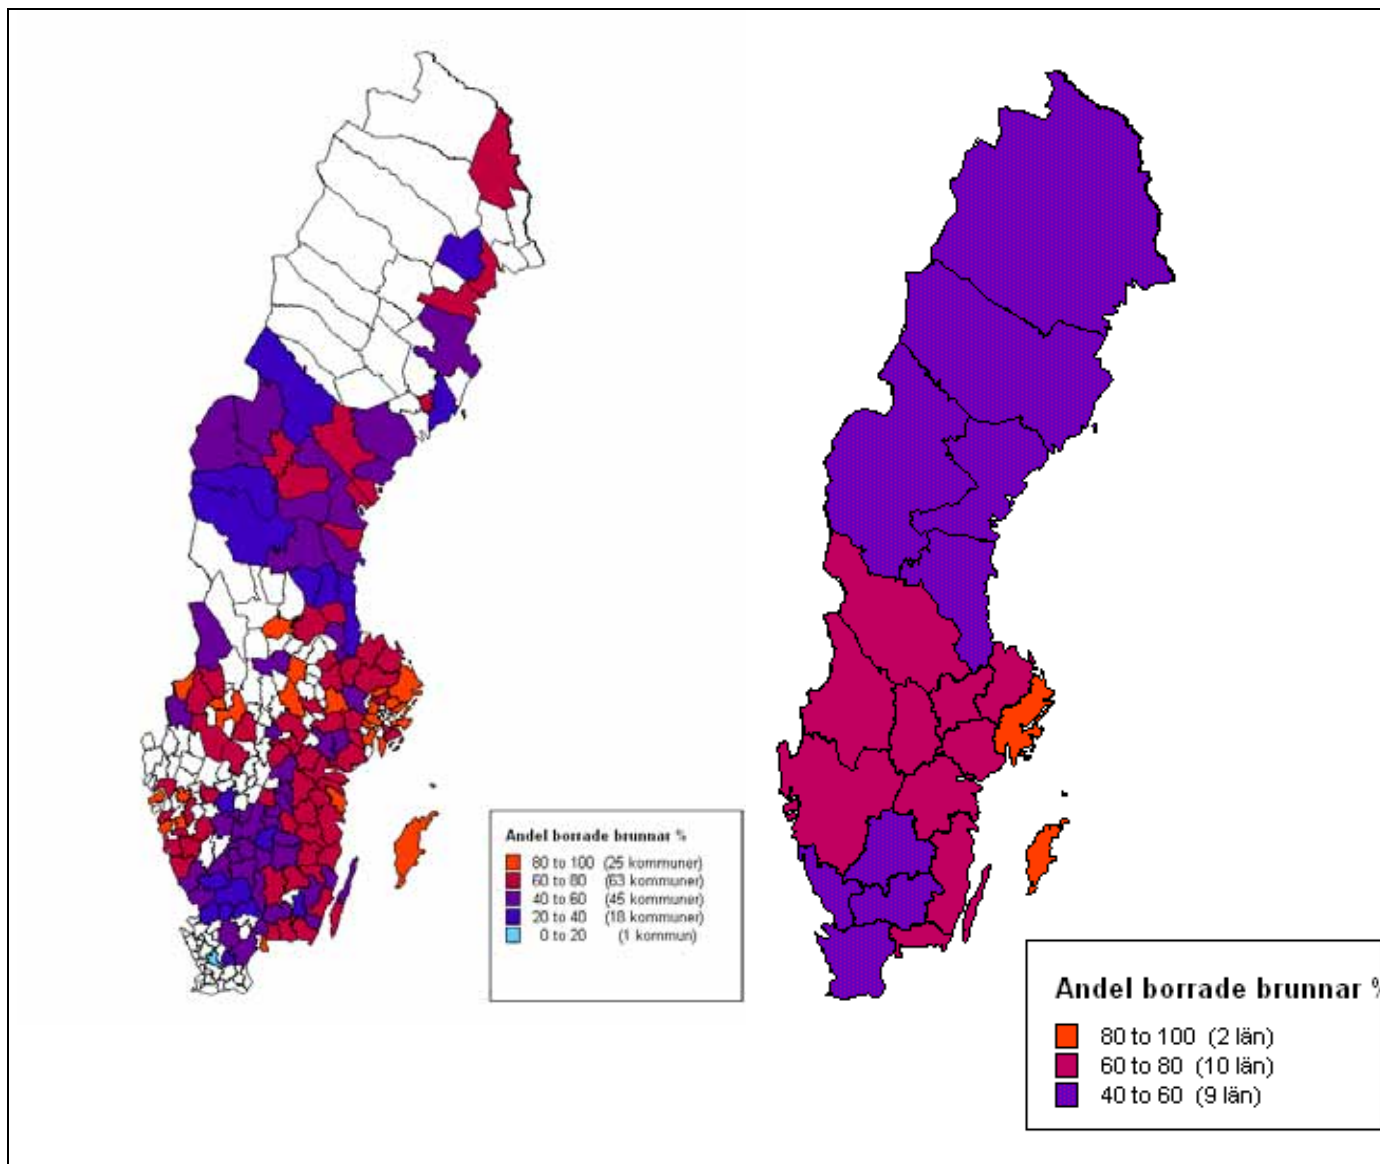 Andel borrade brunnar %
80 to 100 (25 kommuner)
60 to 80 (63 kommuner)
40 to 60 (45 kommuner)
20 to 40 (18 kommuner)
0 to 20 (1 kommun)
Andel borrade brunnar %
80 to 100 (2 län)
60 to 80 (10 län)
40 to 60 (9 län)